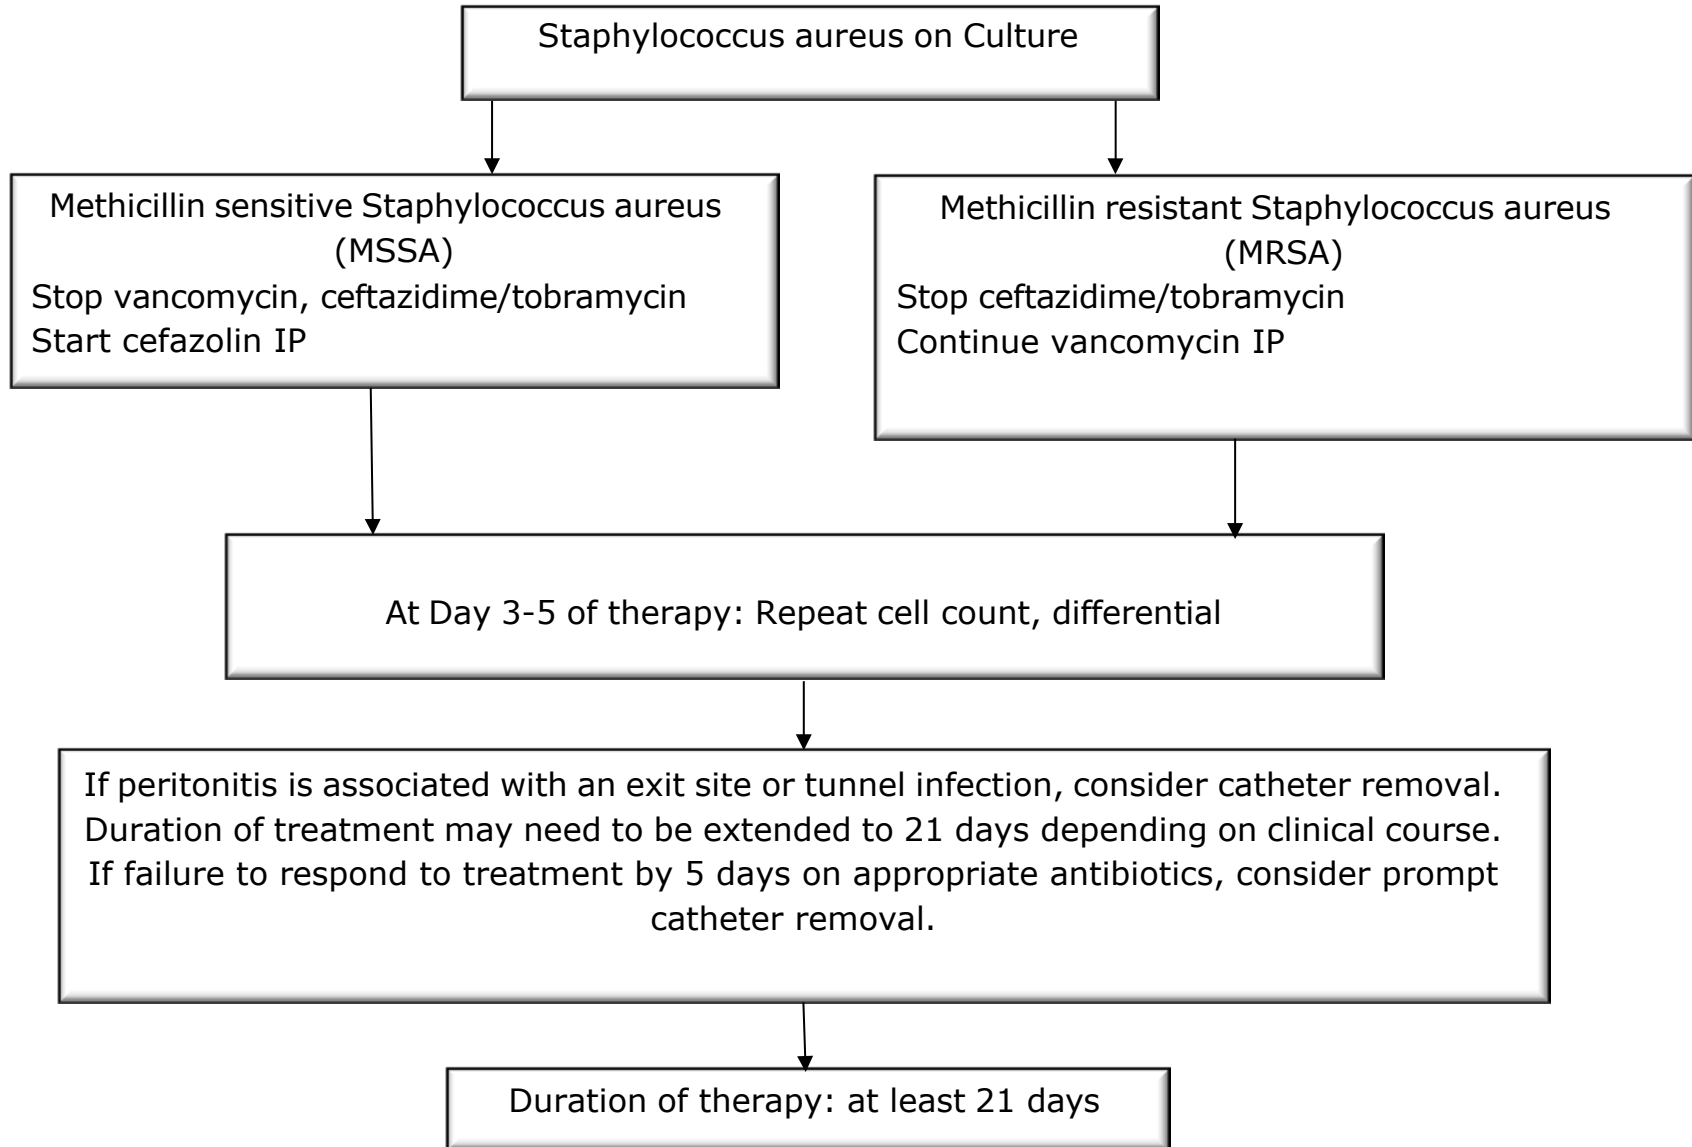 Staphylococcus aureus on Culture
Methicillin sensitive Staphylococcus aureus
(MSSA)
Stop vancomycin, ceftazidime/tobramycin
Start cefazolin IP
Methicillin resistant Staphylococcus aureus
(MRSA)
Stop ceftazidime/tobramycin
Continue vancomycin IP
At Day 3-5 of therapy: Repeat cell count, differential
If peritonitis is associated with an exit site or tunnel infection, consider catheter removal.
Duration of treatment may need to be extended to 21 days depending on clinical course.
If failure to respond to treatment by 5 days on appropriate antibiotics, consider prompt
catheter removal.
Duration of therapy: at least 21 days